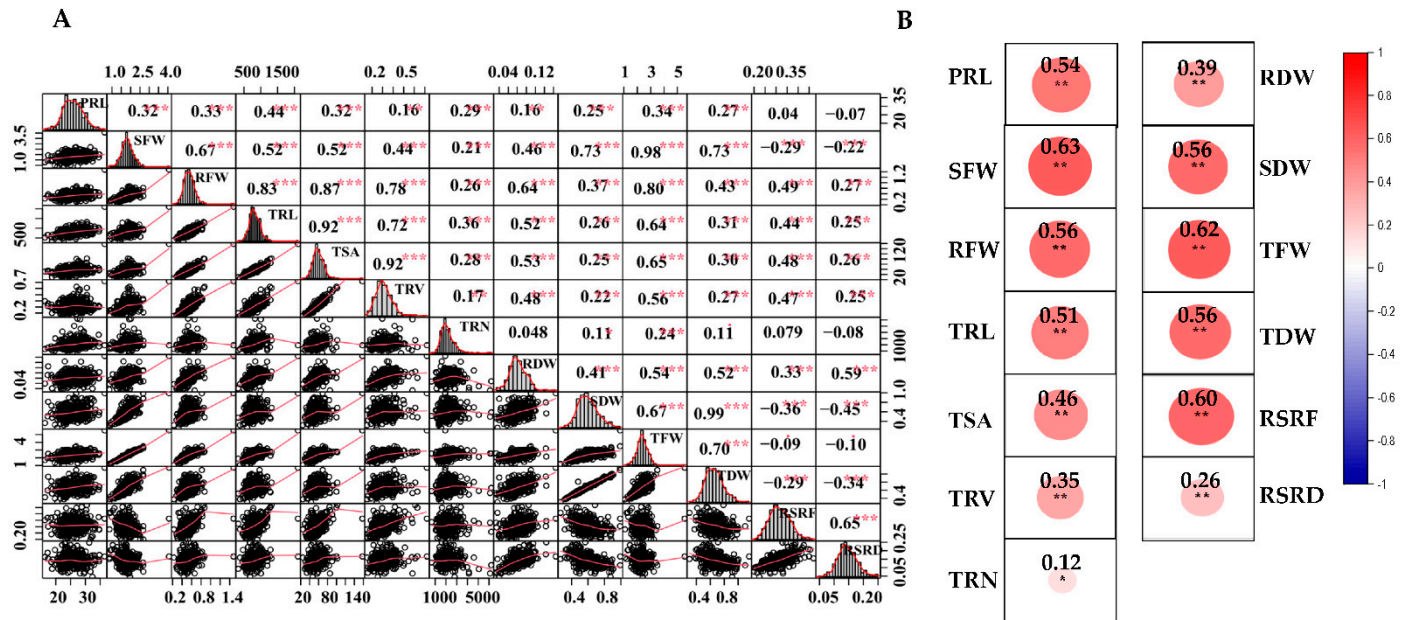 A
B
1.0 2.5 4.0 500 1500 0.2 0.5 0.04 0.12 1 3 5 0.20 0.35
PRL 0.32*** 0.33*** 0.44*** 0.32*** 0.16** 0.29*** 0.16** 0.25*** 0.34*** 0.27*** 0.04 −0.07 20 35
1.0 3.5 SFW 0.67*** 0.52*** 0.52*** 0.44*** 0.21*** 0.46*** 0.73*** 0.98*** 0.73*** −0.29*** −0.22***
RFW 0.83*** 0.87*** 0.78*** 0.26*** 0.64*** 0.37*** 0.80*** 0.43*** 0.49*** 0.27*** 0.2 1.2
500 TRL 0.92*** 0.72*** 0.36*** 0.52*** 0.26*** 0.64*** 0.31*** 0.44*** 0.25***
TSA 0.92*** 0.28*** 0.53*** 0.25*** 0.65*** 0.30*** 0.48*** 0.26*** 20 120
0.2 0.7 TRV 0.17** 0.48*** 0.22*** 0.56*** 0.27*** 0.47*** 0.25***
TRN 0.048 0.11* 0.24*** 0.11* 0.079 −0.08 1000
0.04 RDW 0.41*** 0.54*** 0.52*** 0.33*** 0.59***
SDW 0.67*** 0.99*** −0.36*** −0.45*** 0.4 1.0
1 4 TFW 0.70*** −0.09 −0.10
TDW −0.29*** −0.34*** 0.4
0.20 RSRF 0.65***
RSRD 0.05 0.25
20 30 0.2 0.8 1.4 20 80 140 1000 5000 0.4 0.8 0.4 0.8 0.05 0.20
PRL 0.54 ** 0.39 ** RDW
SFW 0.63 ** 0.56 ** SDW
RFW 0.56 ** 0.62 ** TFW
TRL 0.51 ** 0.56 ** TDW
TSA 0.46 ** 0.60 ** RSRF
TRV 0.35 ** 0.26 ** RSRD
TRN 0.12 *
1
0.8
0.6
0.4
0.2
0
-0.2
-0.4
-0.6
-0.8
-1